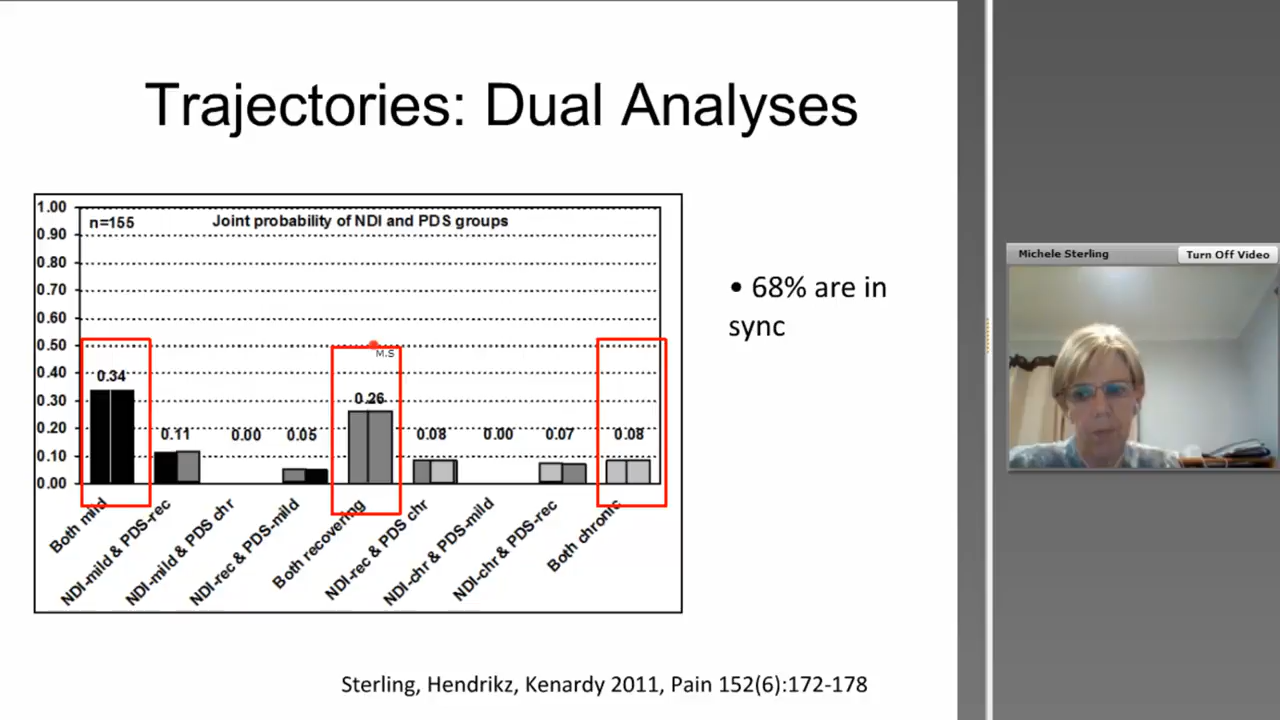 Trajectories: Dual Analyses
1.00
0.90
0.80
0.70
0.60
0.50
0.40
0.30
0.20
0.10
0.00
n=155
Joint probability of NDI and PDS groups
M.S
0.34
0.11
0.00
0.05
0.26
0.08
0.00
0.07
0.08
Both mild
NDI-mild & PDS-rec
NDI-mild & PDS chr
NDI-rec & PDS-mild
Both recovering
NDI-rec & PDS chr
NDI-chr & PDS-mild
NDI-chr & PDS-rec
Both chronic
• 68% are in
sync
Sterling, Hendrikz, Kenardy 2011, Pain 152(6):172-178
Michele Sterling
Turn Off Video